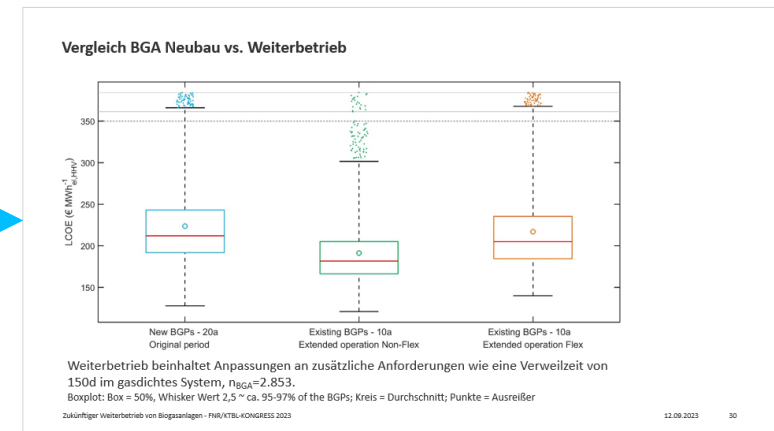 Vergleich BGA Neubau vs. Weiterbetrieb
LCOE (€ MWh⁻¹el,HHV)
350
300
250
200
150
New BGPs - 20a
Original period
Existing BGPs - 10a
Extended operation Non-Flex
Existing BGPs - 10a
Extended operation Flex
Weiterbetrieb beinhaltet Anpassungen an zusätzliche Anforderungen wie eine Verweilzeit von
150d im gasdichtes System, nBGA=2.853.
Boxplot: Box = 50%, Whisker Wert 2,5 ~ ca. 95-97% of the BGPs; Kreis = Durchschnitt; Punkte = Ausreißer
Zukünftiger Weiterbetrieb von Biogasanlagen - FNR/KTBL-KONGRESS 2023
12.09.2023
30